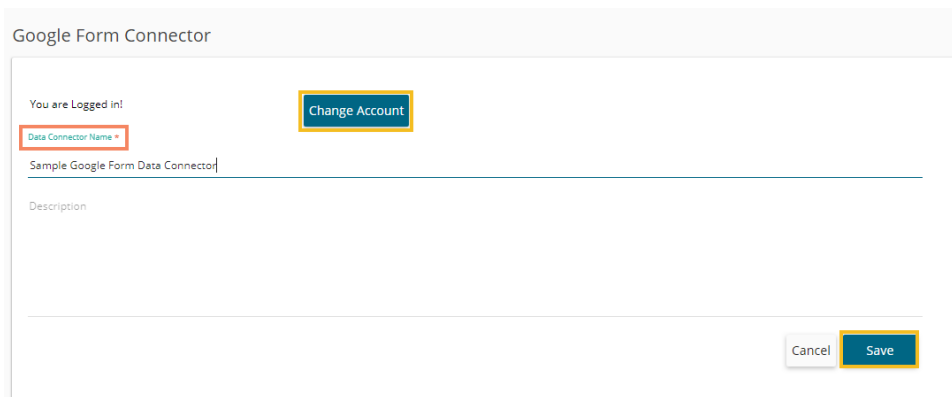 Google Form Connector
You are Logged in!
Change Account
Data Connector Name *
Sample Google Form Data Connector
Description
Cancel
Save